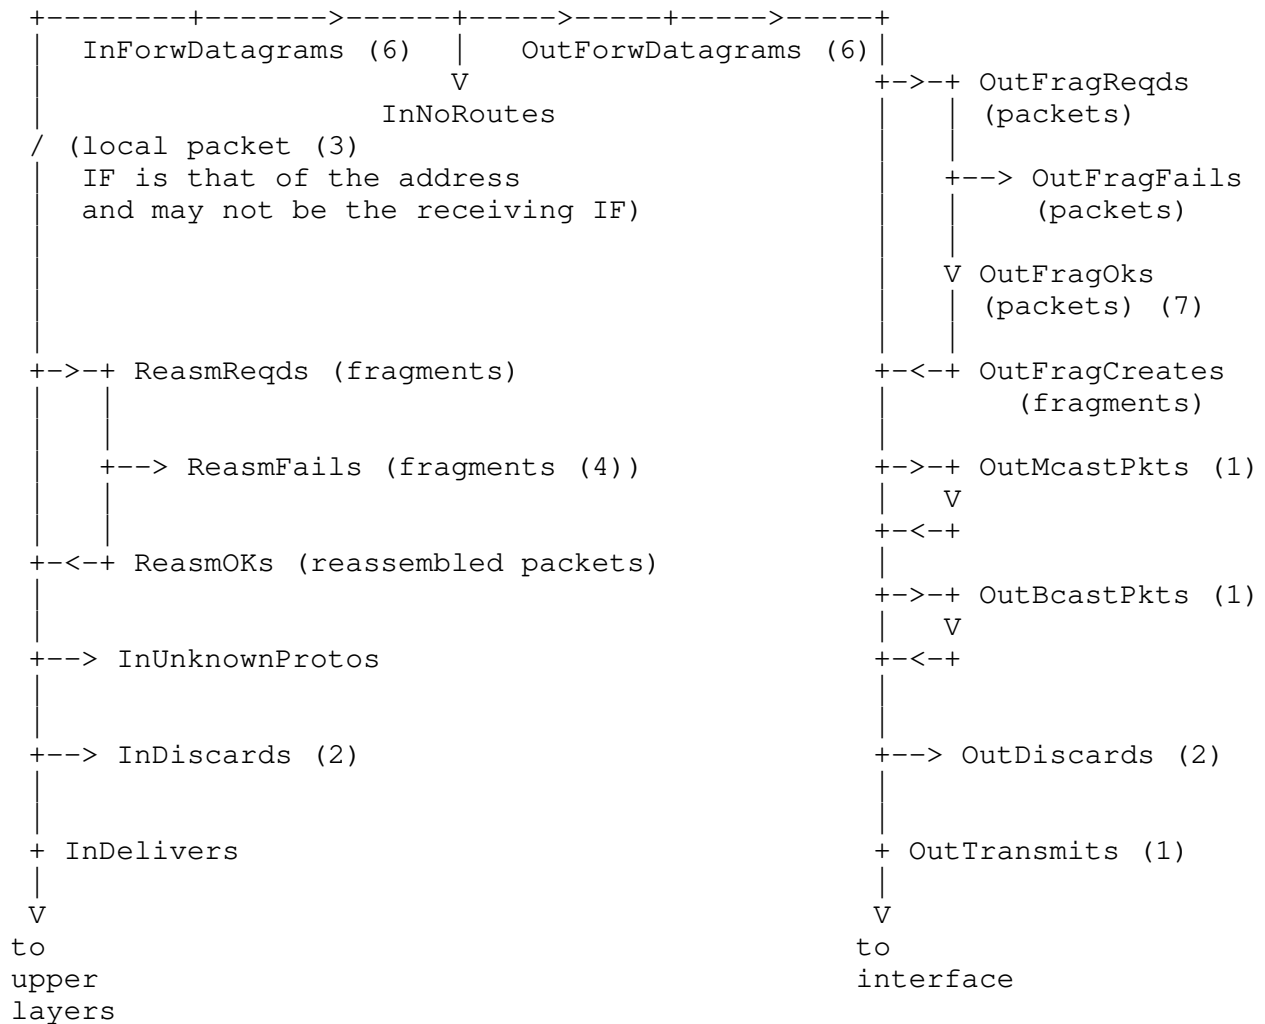 +--------+------->------+----->-----+----->-----+
|  InForwDatagrams (6)  |   OutForwDatagrams (6)|
|                       V                       +->-+ OutFragReqds
|                   InNoRoutes                  |   | (packets)
/ (local packet (3)                             |   |
|  IF is that of the address                    |   +--> OutFragFails
|  and may not be the receiving IF)             |   |    (packets)
|                                               |   |
|                                               |   V OutFragOks
|                                               |   | (packets) (7)
|                                               |   |
+->-+ ReasmReqds (fragments)                    +-<-+ OutFragCreates
|   |                                           |       (fragments)
|   |                                           |
|   +--> ReasmFails (fragments (4))             +->-+ OutMcastPkts (1)
|   |                                           |   V
|   |                                           +-<-+
+-<-+ ReasmOKs (reassembled packets)            |
|                                               +->-+ OutBcastPkts (1)
|                                               |   V
+--> InUnknownProtos                            +-<-+
|                                               |
|                                               |
+--> InDiscards (2)                             +--> OutDiscards (2)
|                                               |
|                                               |
+ InDelivers                                    + OutTransmits (1)
|                                               |
V                                               V
to                                              to
upper                                           interface
layers